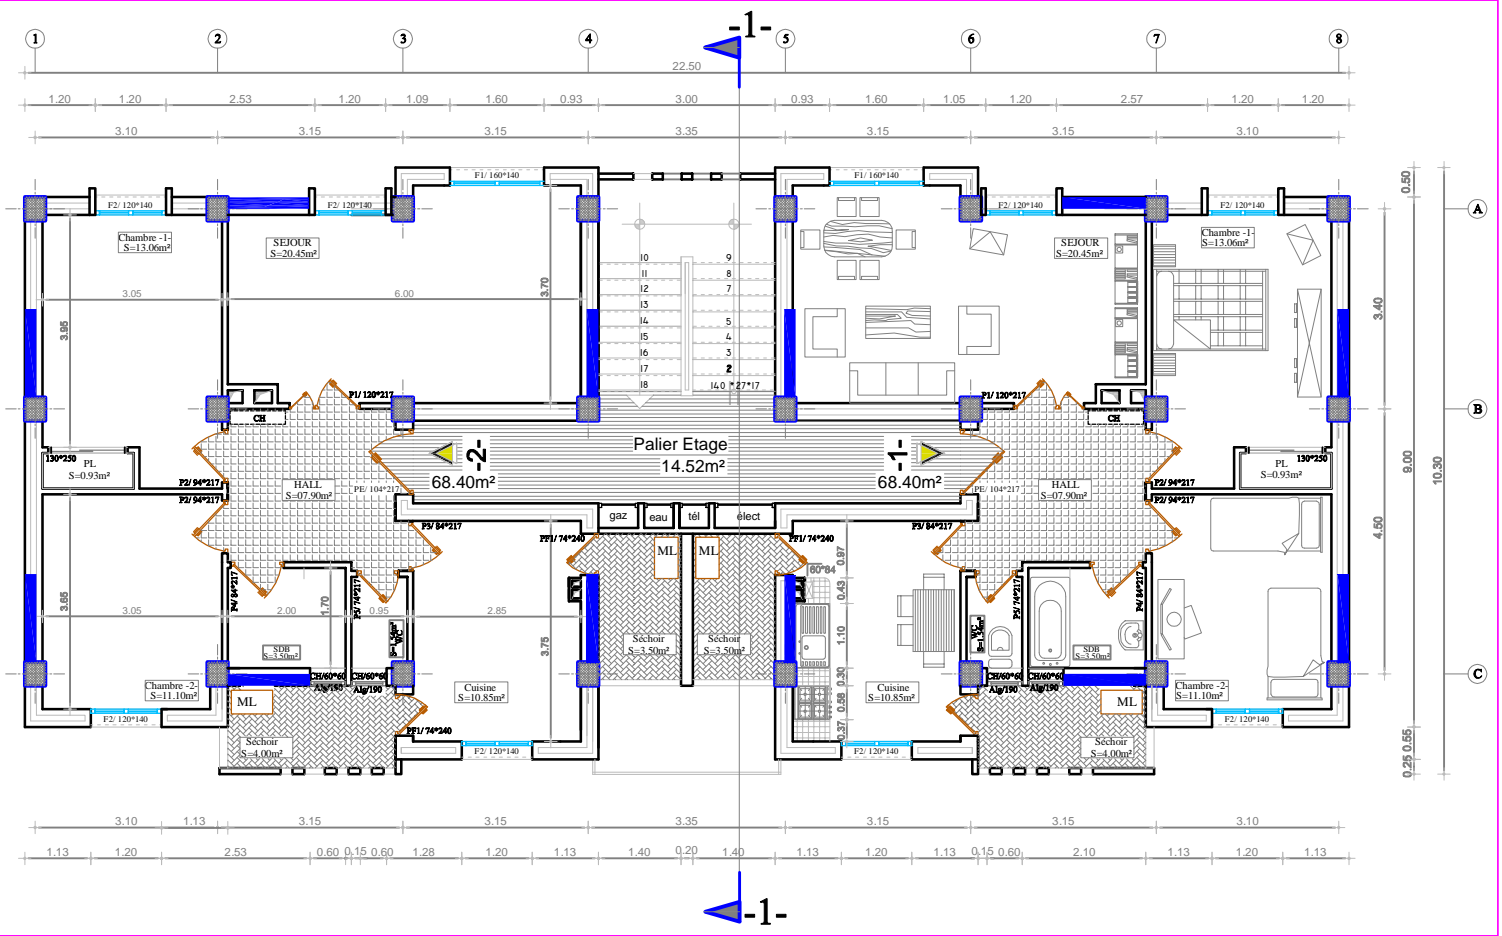 -1-
1 2 3 4 5 6 7 8
22.50
1.20 1.20 2.53 1.20 1.09 1.60 0.93 3.00 0.93 1.60 1.05 1.20 2.57 1.20 1.20
3.10 3.15 3.15 3.35 3.15 3.15 3.10
F1/ 160*140 F1/ 160*140
F2/ 120*140 F2/ 120*140 F2/ 120*140 F2/ 120*140
0.50
A
Chambre -1-
S=13.06m²
SEJOUR
S=20.45m²
SEJOUR
S=20.45m²
Chambre -1-
S=13.06m²
10 9
11 8
12 7
13
14 5
15 4
16 3
17 2
18 140 *27*17
3.05 6.00 3.70
3.95
3.40
P1/ 120*217 P1/ 120*217
B
CH CH
130*250
PL
S=0.93m²
P2/ 94*217
P2/ 94*217
HALL
S=07.90m²
PE/ 104*217
-2-
68.40m²
Palier Etage
14.52m²
-1-
68.40m²
PE/ 104*217
HALL
S=07.90m²
P2/ 94*217
P2/ 94*217
130*250
PL
S=0.93m²
9.00
10.30
4.50
gaz eau tél élect
P3/ 84*217 P3/ 84*217
PF1/ 74*240 PF1/ 74*240
ML ML
60*84
0.97
0.43
1.10
0.30
0.58
0.37
P4/ 84*217 P5/ 74*217 P5/ 74*217 P4/ 84*217
3.65
3.05 2.00 1.70 0.95 2.85
3.75
WC
S=1.54m²
WC
S=1.54m²
SDB
S=3.50m²
Séchoir
S=3.50m²
Séchoir
S=3.50m²
SDB
S=3.50m²
CH/60*60 CH/60*60 CH/60*60 CH/60*60
Alg/190 Alg/190 Alg/190 Alg/190
C
Chambre -2-
S=11.10m²
ML
Cuisine
S=10.85m²
Cuisine
S=10.85m²
ML
Chambre -2-
S=11.10m²
F2/ 120*140 F2/ 120*140
PF1/ 74*240
Séchoir
S=4.00m²
F2/ 120*140 F2/ 120*140
Séchoir
S=4.00m²
0.55
0.25
3.10 1.13 3.15 3.15 3.35 3.15 3.15 3.10
1.13 1.20 2.53 0.60 0.15 0.60 1.28 1.20 1.13 1.40 0.20 1.40 1.13 1.20 1.13 0.15 0.60 2.10 1.13 1.20 1.13
-1-